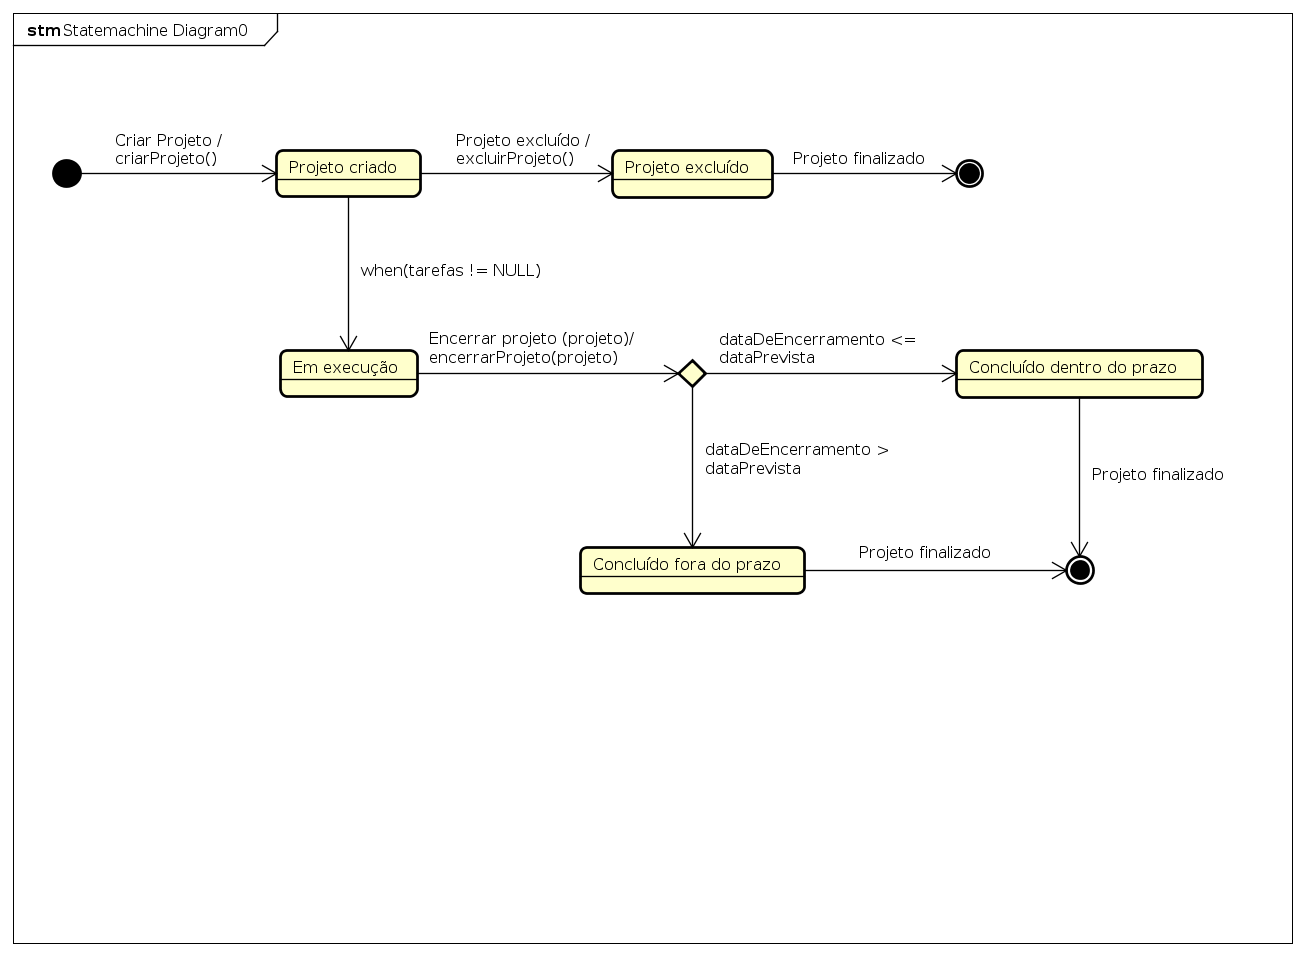 stm Statemachine Diagram0
Criar Projeto /
criarProjeto()
Projeto criado
Projeto excluído /
excluirProjeto()
Projeto excluído
Projeto finalizado
when(tarefas != NULL)
Em execução
Encerrar projeto (projeto)/
encerrarProjeto(projeto)
dataDeEncerramento <=
dataPrevista
Concluído dentro do prazo
dataDeEncerramento >
dataPrevista
Projeto finalizado
Concluído fora do prazo
Projeto finalizado